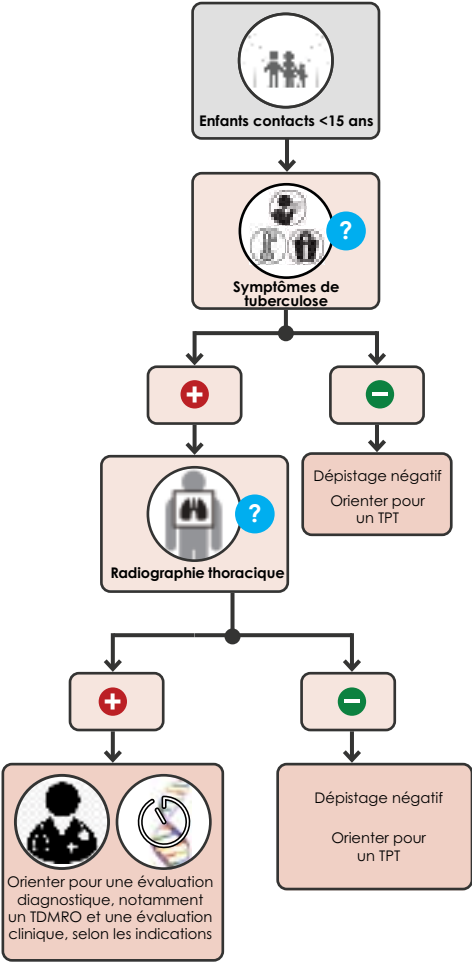 Enfants contacts <15 ans
?
Symptômes de
tuberculose
+
−
Dépistage négatif
Orienter pour
un TPT
?
Radiographie thoracique
+
−
Orienter pour une évaluation
diagnostique, notamment
un TDMRO et une évaluation
clinique, selon les indications
Dépistage négatif
Orienter pour
un TPT